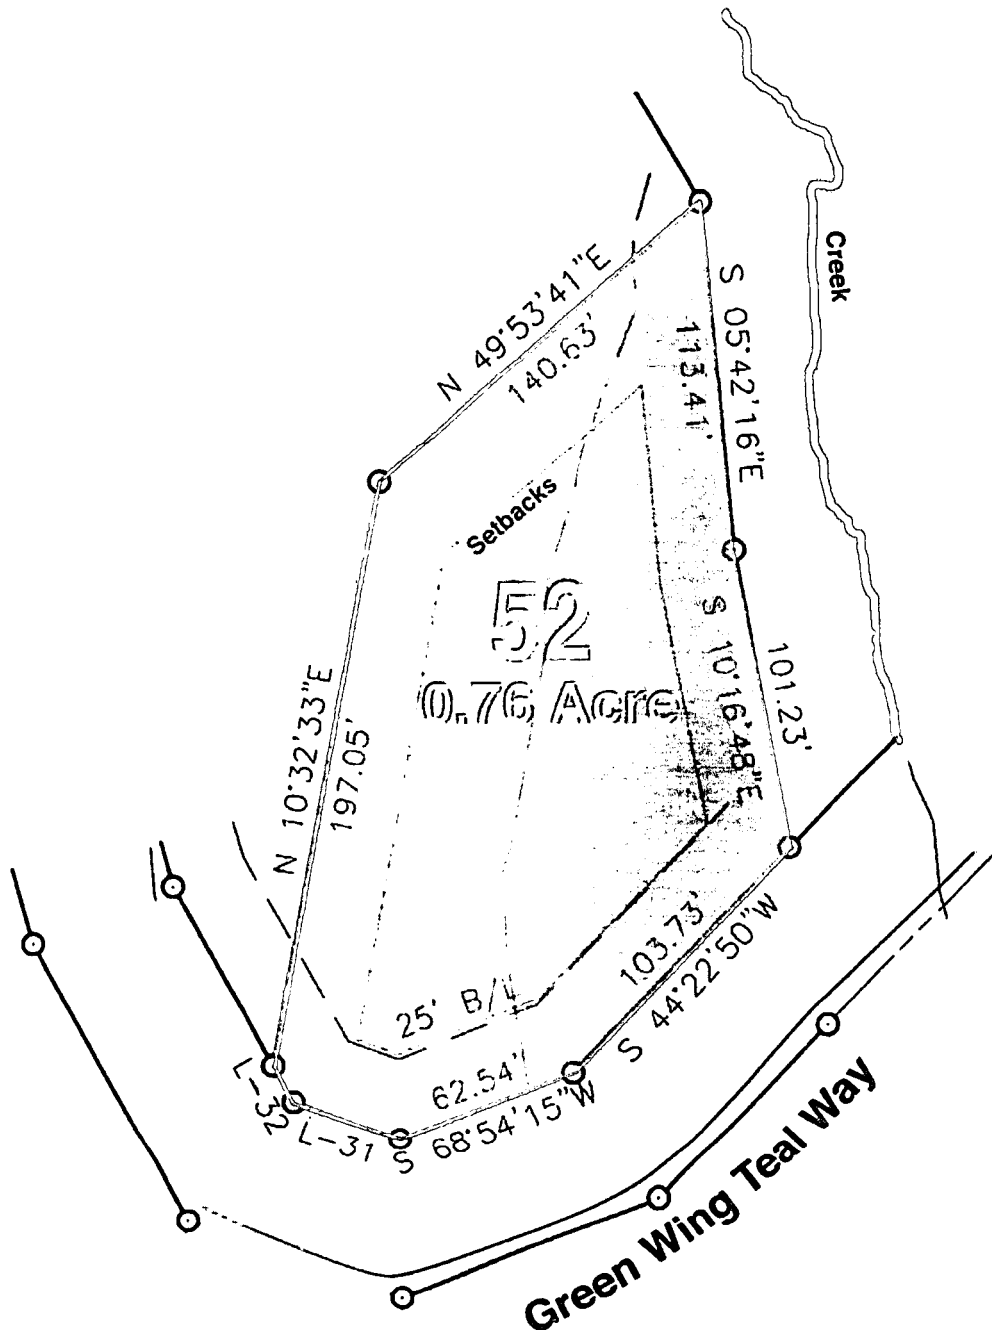 Creek
N 49°53'41"E
140.63'
S 05°42'16"E
113.41'
Setbacks
52
0.76 Acre
S 10°16'48"E
101.23'
N 10°32'33"E
197.05'
25' B/L
103.73'
S 44°22'50"W
62.54'
S 68°54'15"W
L-32
L-31
Green Wing Teal Way